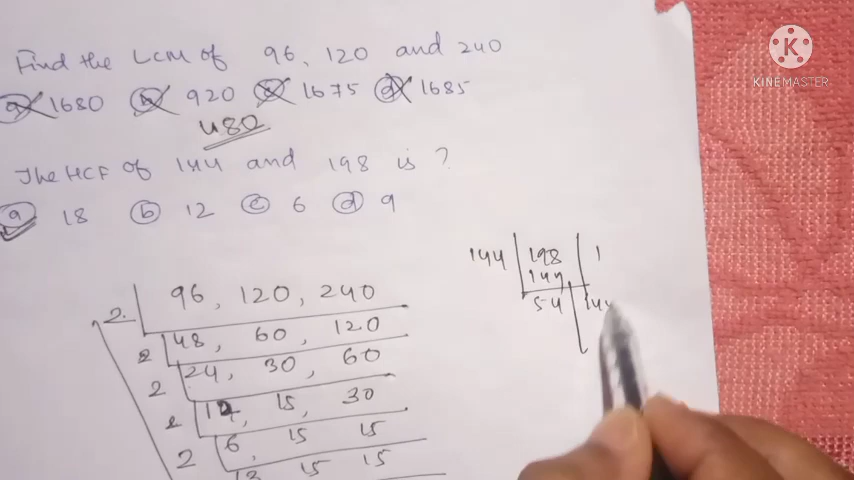 Find the LCM of 96, 120 and 240
a 1680 b 920 c 1675 d 1685
480
The HCF of 144 and 198 is ?
a 18 b 12 c 6 d 9
144 198 1
144
54 144
2 96, 120, 240
2 48, 60, 120
2 24, 30, 60
2 12, 15, 30
2 6, 15 15
3 15 15
K
KINEMASTER